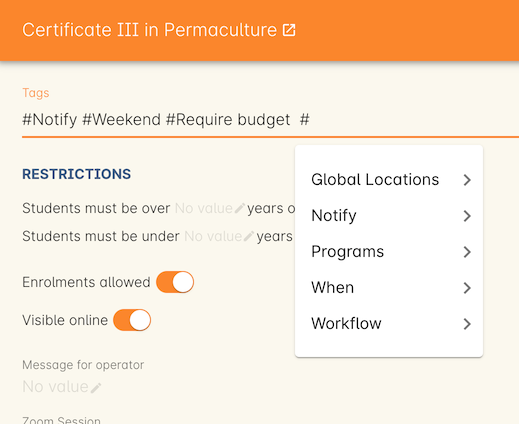 Certificate III in Permaculture
Tags
#Notify #Weekend #Require budget #
RESTRICTIONS
Students must be over No value years o
Students must be under No value years
Enrolments allowed
Visible online
Message for operator
No value
Zoom Session
Global Locations
Notify
Programs
When
Workflow